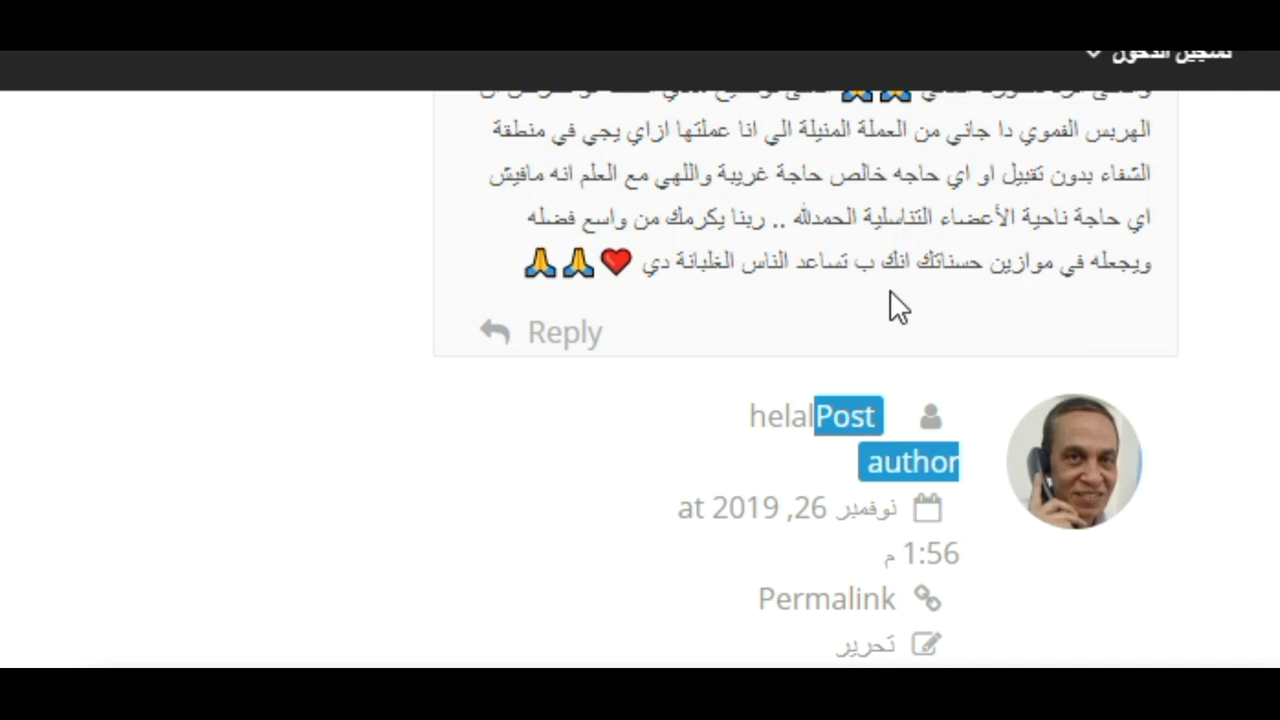 تسجيل الدخول
الهربس الفموي دا جاني من العملة المنيلة الي انا عملتها ازاي يجي في منطقة
الشفاء بدون تقبيل او اي حاجه خالص حاجة غريبة واللهي مع العلم انه مافيش
اي حاجة ناحية الأعضاء التناسلية الحمدلله .. ربنا يكرمك من واسع فضله
ويجعله في موازين حسناتك انك ب تساعد الناس الغلبانة دي ❤️🙏🙏
Reply
helalPost
author
نوفمبر 26, 2019 at
1:56 م
Permalink
تحرير